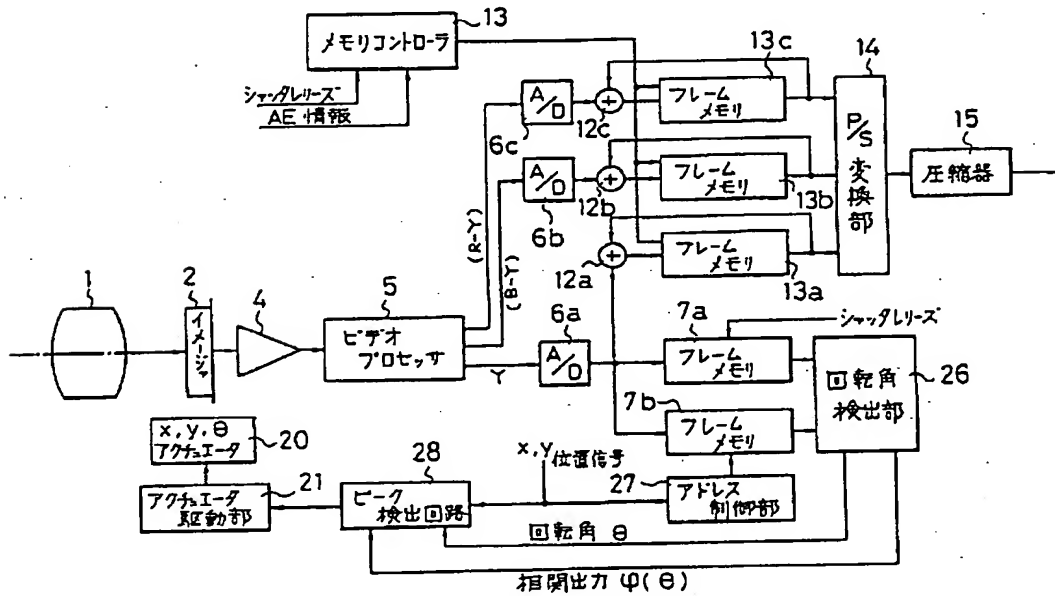 13
メモリコントローラ
シャッタレリーズ
AE 情報
13c
フレーム
メモリ
14
P/S
変換部
15
圧縮器
A/D
6c
12c
A/D
6b
12b
フレーム
メモリ
13b
(R-Y)
(B-Y)
12a
フレーム
メモリ
13a
1
2
イメージャ
4
5
ビデオ
プロセッサ
Y
6a
A/D
7a
フレーム
メモリ
シャッタレリーズ
7b
フレーム
メモリ
回転角
検出部
26
x, y, θ
アクチュエータ
20
アクチュエータ
駆動部
21
28
ピーク
検出回路
x, y 位置信号
27
アドレス
制御部
回転角 θ
相関出力 ψ(θ)